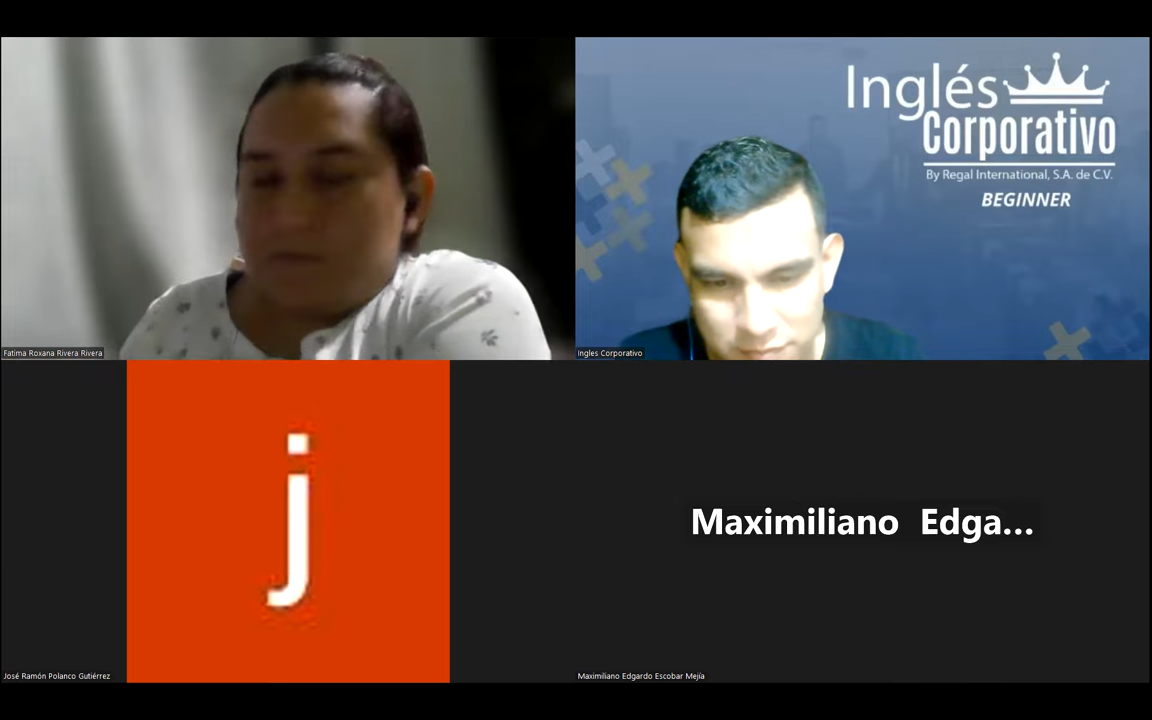 Inglés
Corporativo
By Regal International, S.A. de C.V.
BEGINNER
Fatima Roxana Rivera Rivera
Ingles Corporativo
j
Maximiliano Edga...
José Ramón Polanco Gutiérrez
Maximiliano Edgardo Escobar Mejía